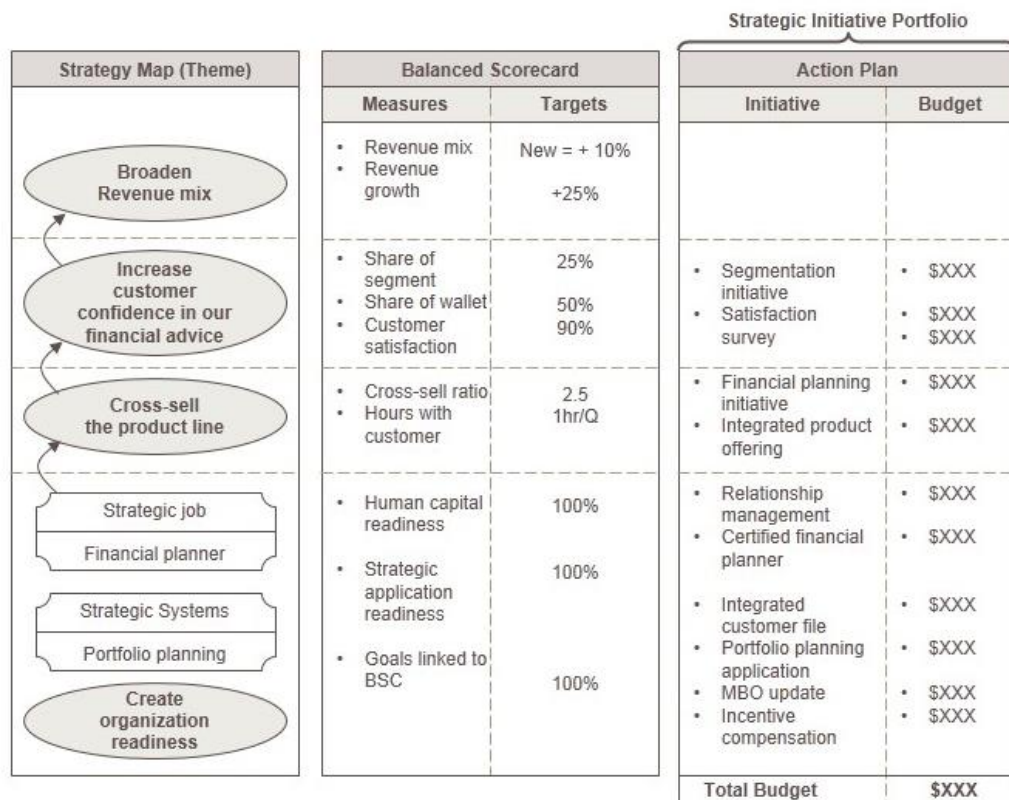 Strategic Initiative Portfolio
Strategy Map (Theme)
Broaden
Revenue mix
Increase
customer
confidence in our
financial advice
Cross-sell
the product line
Strategic job
Financial planner
Strategic Systems
Portfolio planning
Create
organization
readiness
Balanced Scorecard
Measures Targets
• Revenue mix New = + 10%
• Revenue
growth +25%
• Share of 25%
segment
• Share of wallet 50%
• Customer 90%
satisfaction
• Cross-sell ratio 2.5
• Hours with 1hr/Q
customer
• Human capital
readiness 100%
• Strategic 100%
application
readiness
• Goals linked to
BSC 100%
Action Plan
Initiative Budget
• Segmentation • $XXX
initiative
• Satisfaction • $XXX
survey • $XXX
• Financial planning • $XXX
initiative
• Integrated product • $XXX
offering
• Relationship • $XXX
management
• Certified financial • $XXX
planner
• Integrated • $XXX
customer file
• Portfolio planning • $XXX
application
• MBO update • $XXX
• Incentive • $XXX
compensation
Total Budget $XXX